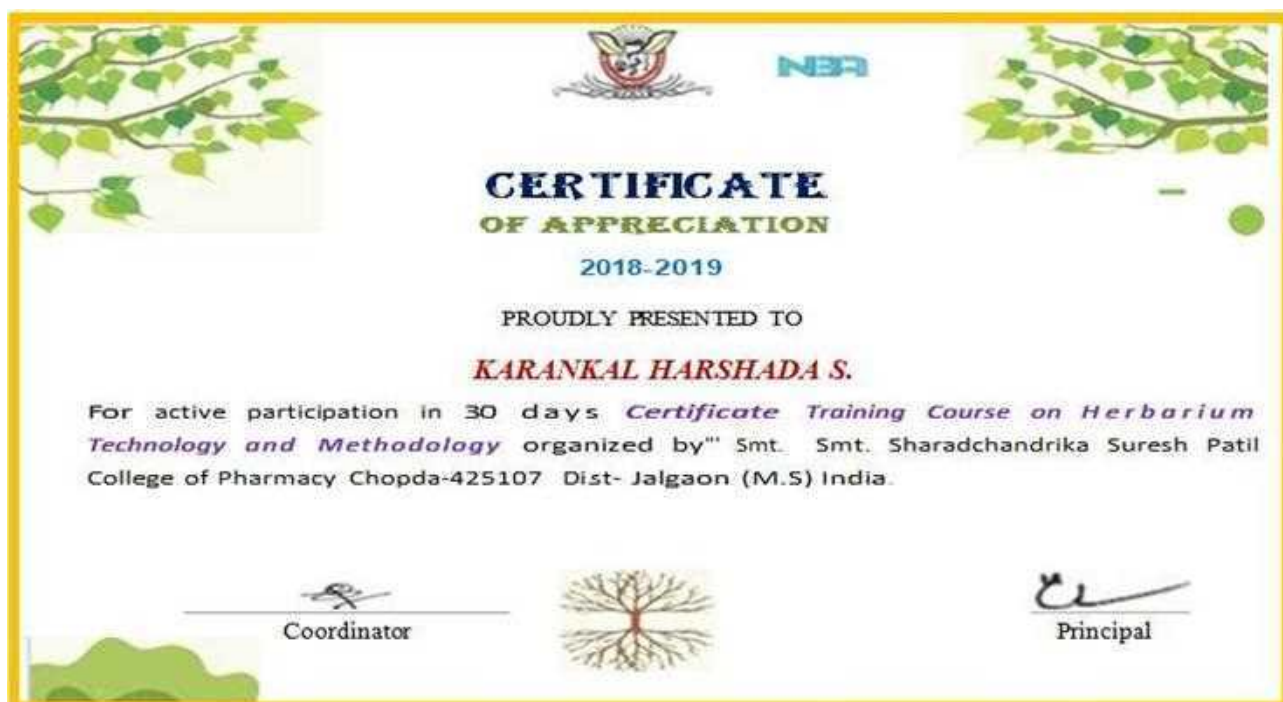 NBA
CERTIFICATE
OF APPRECIATION
2018-2019
PROUDLY PRESENTED TO
KARANKAL HARSHADA S.
For active participation in 30 days Certificate Training Course on Herbarium
Technology and Methodology organized by"' Smt. Smt. Sharadchandrika Suresh Patil
College of Pharmacy Chopda-425107 Dist- Jalgaon (M.S) India.
Coordinator
Principal